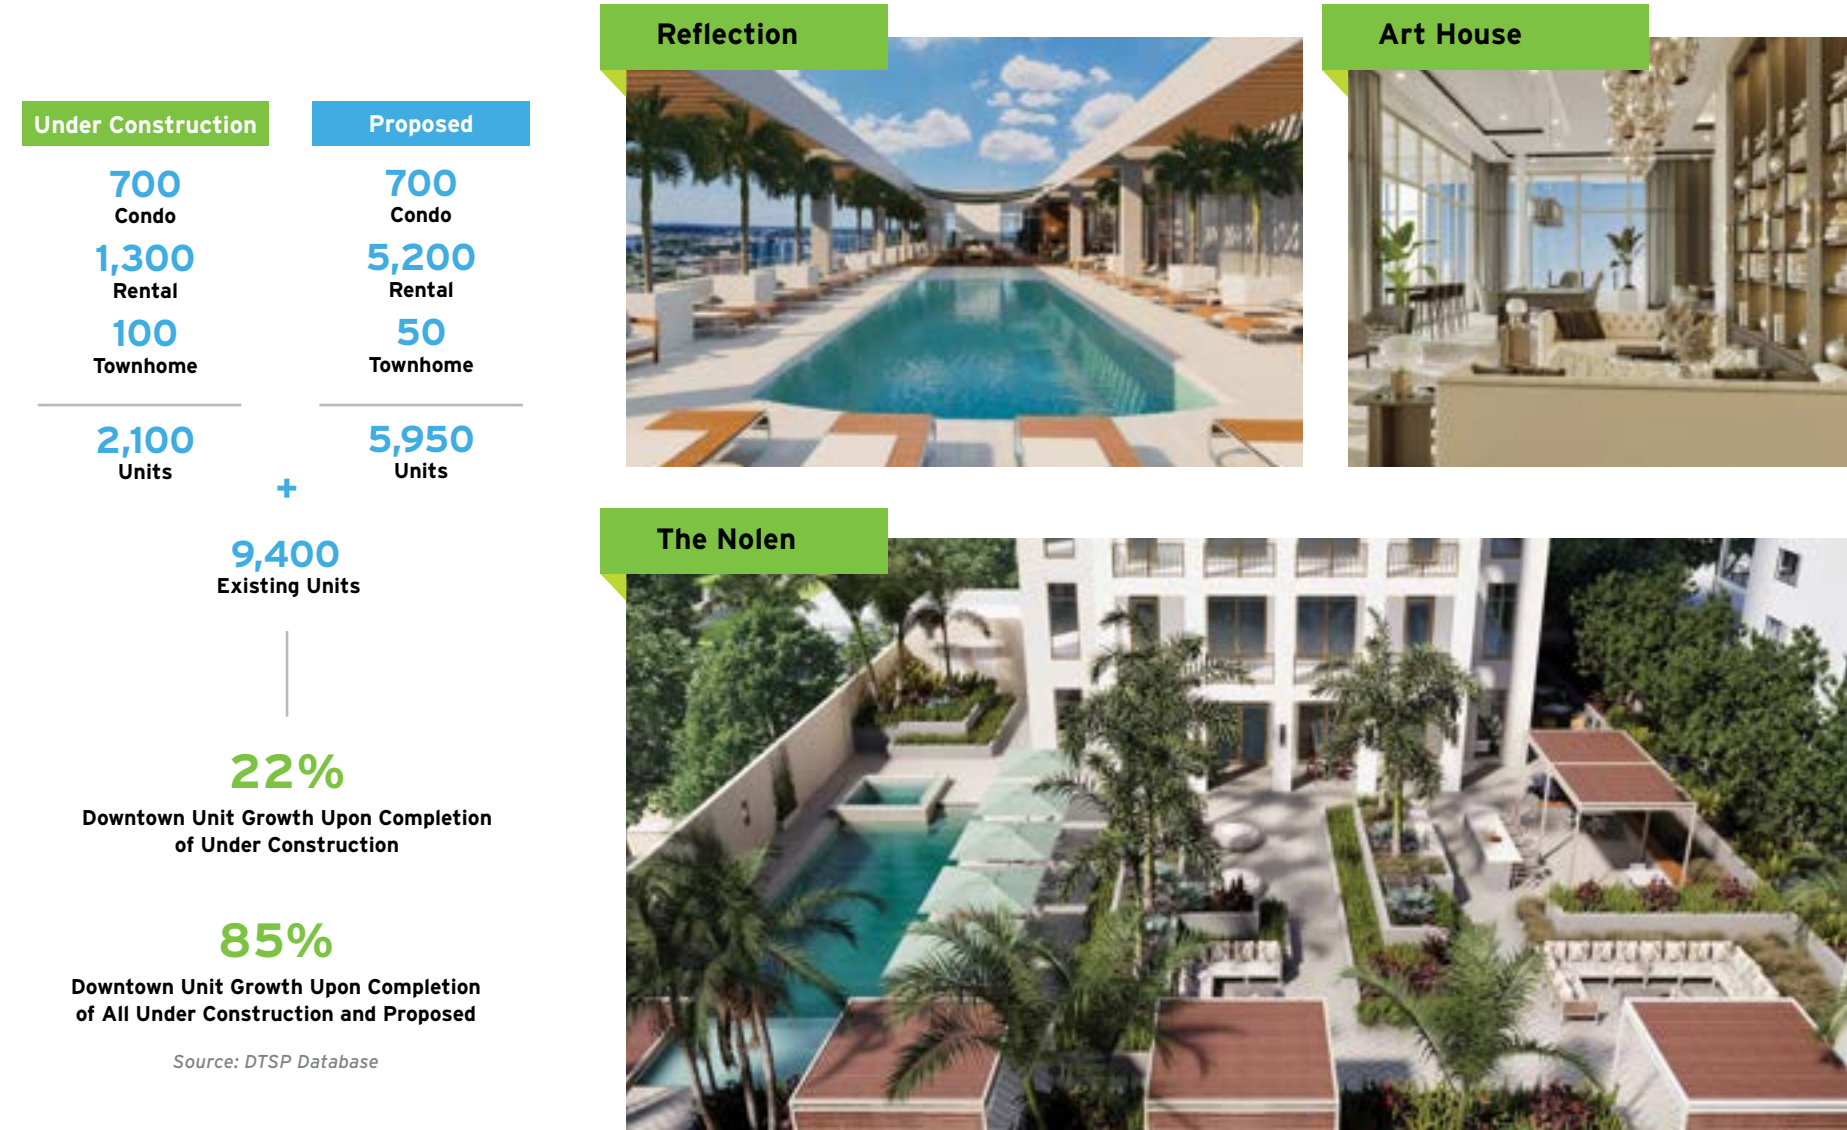 Under Construction
700
Condo
1,300
Rental
100
Townhome
2,100
Units
Proposed
700
Condo
5,200
Rental
50
Townhome
5,950
Units
+
9,400
Existing Units
22%
Downtown Unit Growth Upon Completion
of Under Construction
85%
Downtown Unit Growth Upon Completion
of All Under Construction and Proposed
Source: DTSP Database
Reflection
Art House
The Nolen